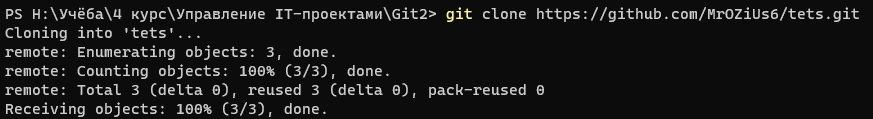 PS H:\Учёба\4 курс\Управление IT-проектами\Git2> git clone https://github.com/MrOZiUs6/tets.git
Cloning into 'tets'...
remote: Enumerating objects: 3, done.
remote: Counting objects: 100% (3/3), done.
remote: Total 3 (delta 0), reused 3 (delta 0), pack-reused 0
Receiving objects: 100% (3/3), done.